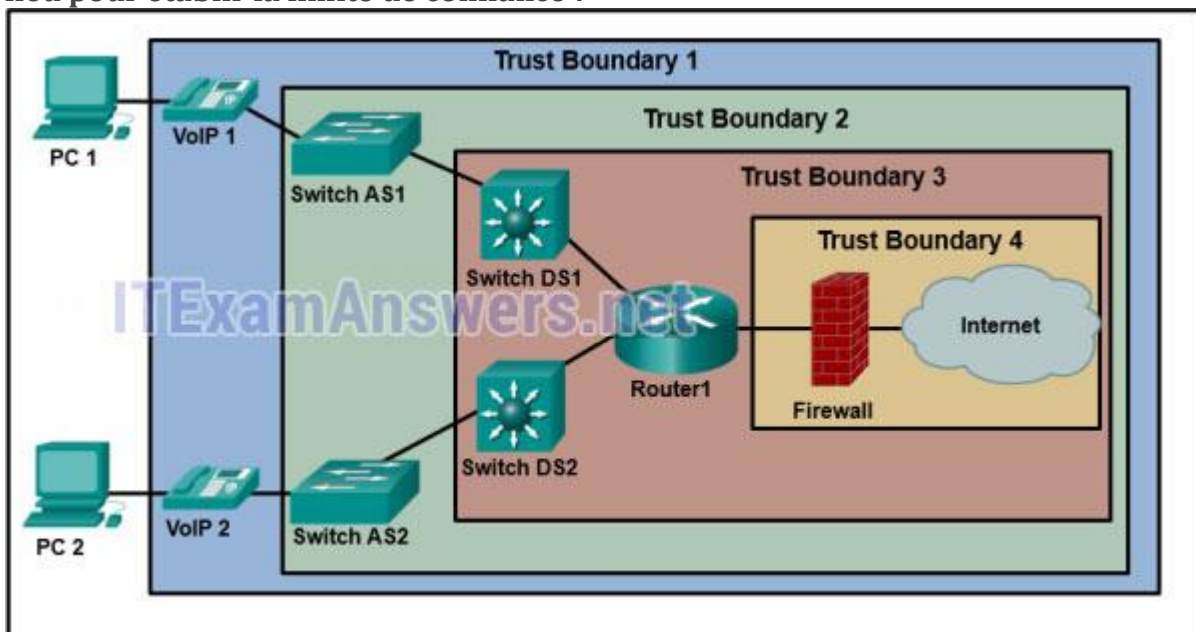 pour établir la limite de confiance ?
Trust Boundary 1
Trust Boundary 2
Trust Boundary 3
Trust Boundary 4
PC 1
VoIP 1
Switch AS1
Switch DS1
ITExamAnswers.net
Router1
Firewall
Internet
PC 2
VoIP 2
Switch AS2
Switch DS2